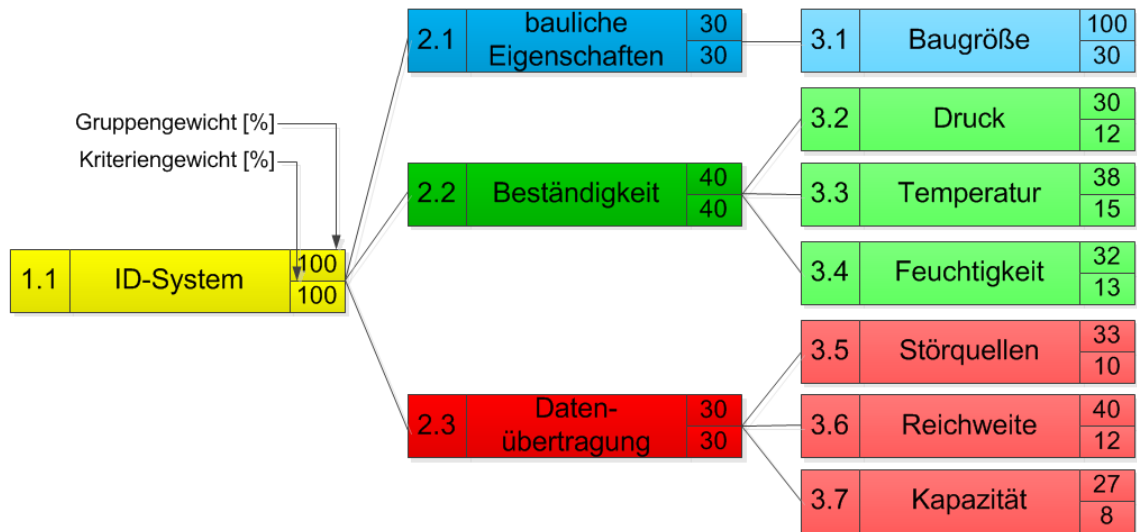 Gruppengewicht [%]
Kriteriengewicht [%]
1.1 ID-System 100
100
2.1 bauliche 30
Eigenschaften 30
2.2 Beständigkeit 40
40
2.3 Daten- 30
übertragung 30
3.1 Baugröße 100
30
3.2 Druck 30
12
3.3 Temperatur 38
15
3.4 Feuchtigkeit 32
13
3.5 Störquellen 33
10
3.6 Reichweite 40
12
3.7 Kapazität 27
8